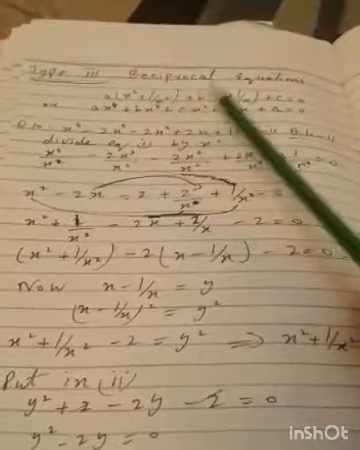 Type III Reciprocal Equations
a(x²+1/x²) + b( x+1/x) + c = 0
or ax⁴ + bx³ + cx² + x + a = 0
Q.No x⁴ - 2x³ - 2x² + 2x + 1
divide eq ii by x²
x⁴/x² - 2x³/x² - 2x²/x² + 2x/x² + 1/x² = 0
x² - 2x - 2 + 2/x + 1/x² = 0
x² + 1/x² - 2x + 2/x - 2 = 0
(x² + 1/x²) - 2(x - 1/x) - 2 = 0
Now x - 1/x = y
(x - 1/x)² = y²
x² + 1/x² - 2 = y² ⟹ x² + 1/x²
Put in (ii)
y² + 2 - 2y - 2 = 0
y² - 2y = 0
InShOt